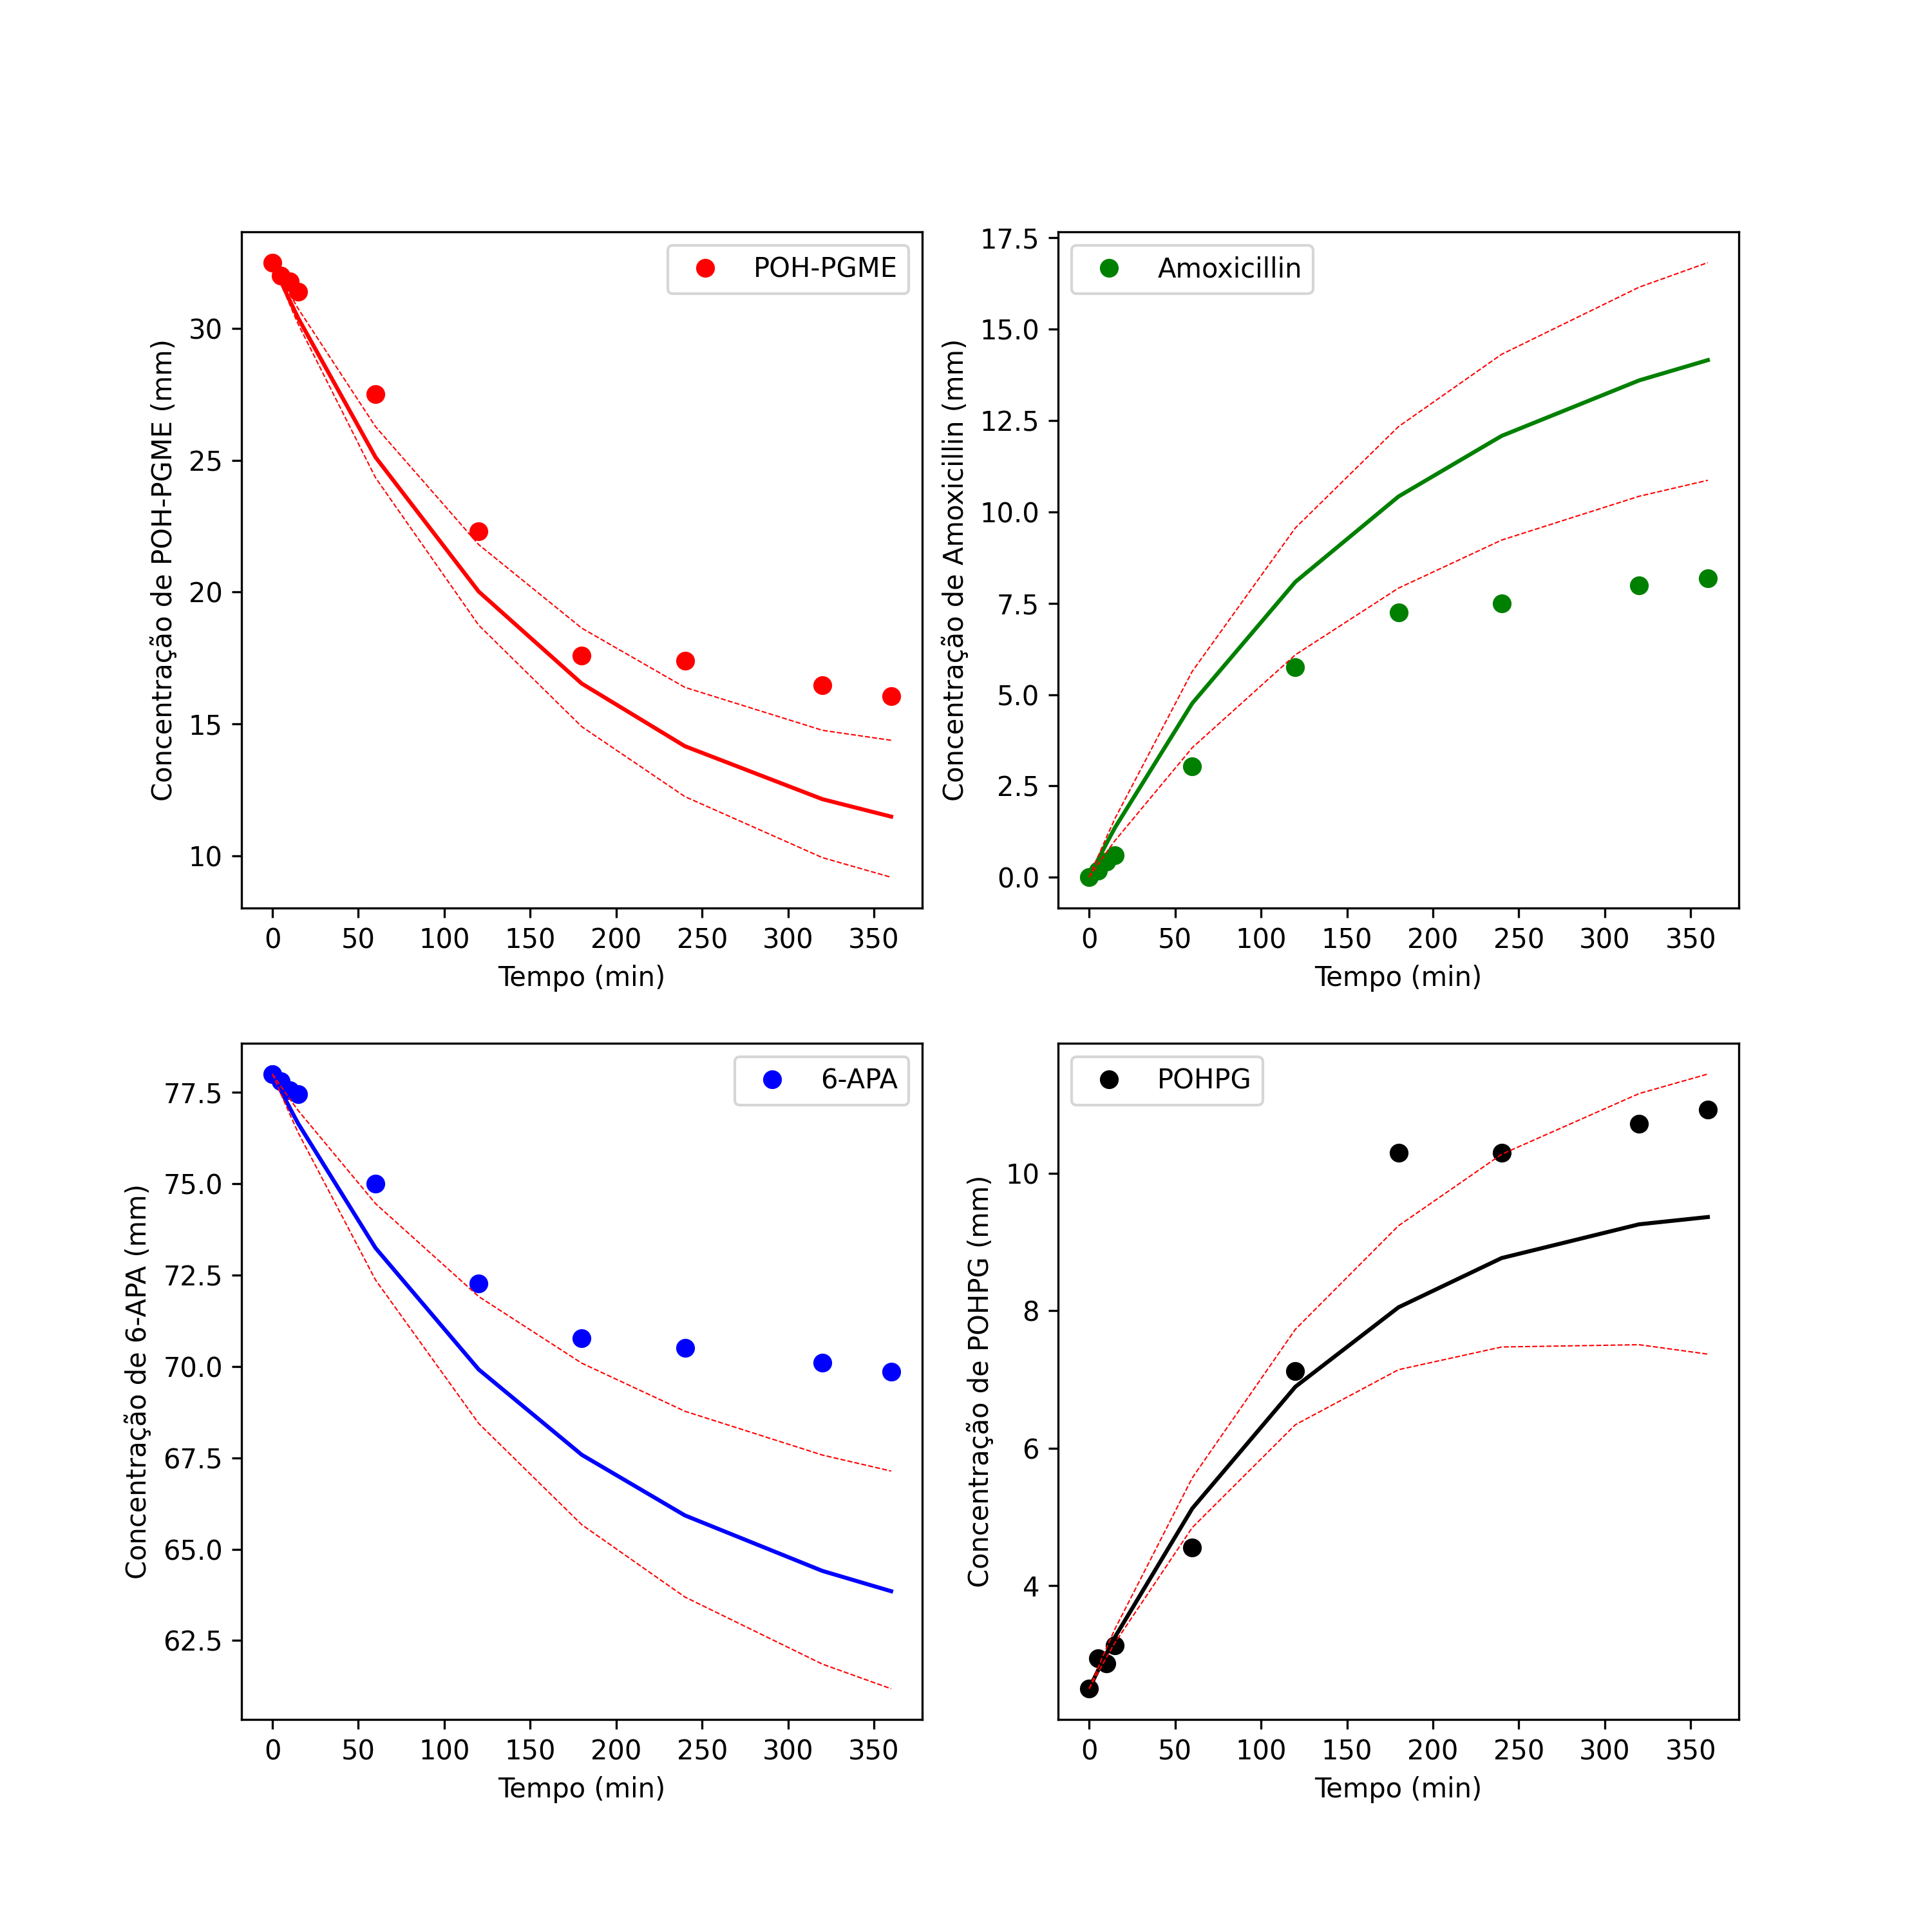 POH-PGME
Concentração de POH-PGME (mm)
30
25
20
15
10
0 50 100 150 200 250 300 350
Tempo (min)
Amoxicillin
Concentração de Amoxicillin (mm)
17.5
15.0
12.5
10.0
7.5
5.0
2.5
0.0
0 50 100 150 200 250 300 350
Tempo (min)
6-APA
Concentração de 6-APA (mm)
77.5
75.0
72.5
70.0
67.5
65.0
62.5
0 50 100 150 200 250 300 350
Tempo (min)
POHPG
Concentração de POHPG (mm)
10
8
6
4
0 50 100 150 200 250 300 350
Tempo (min)